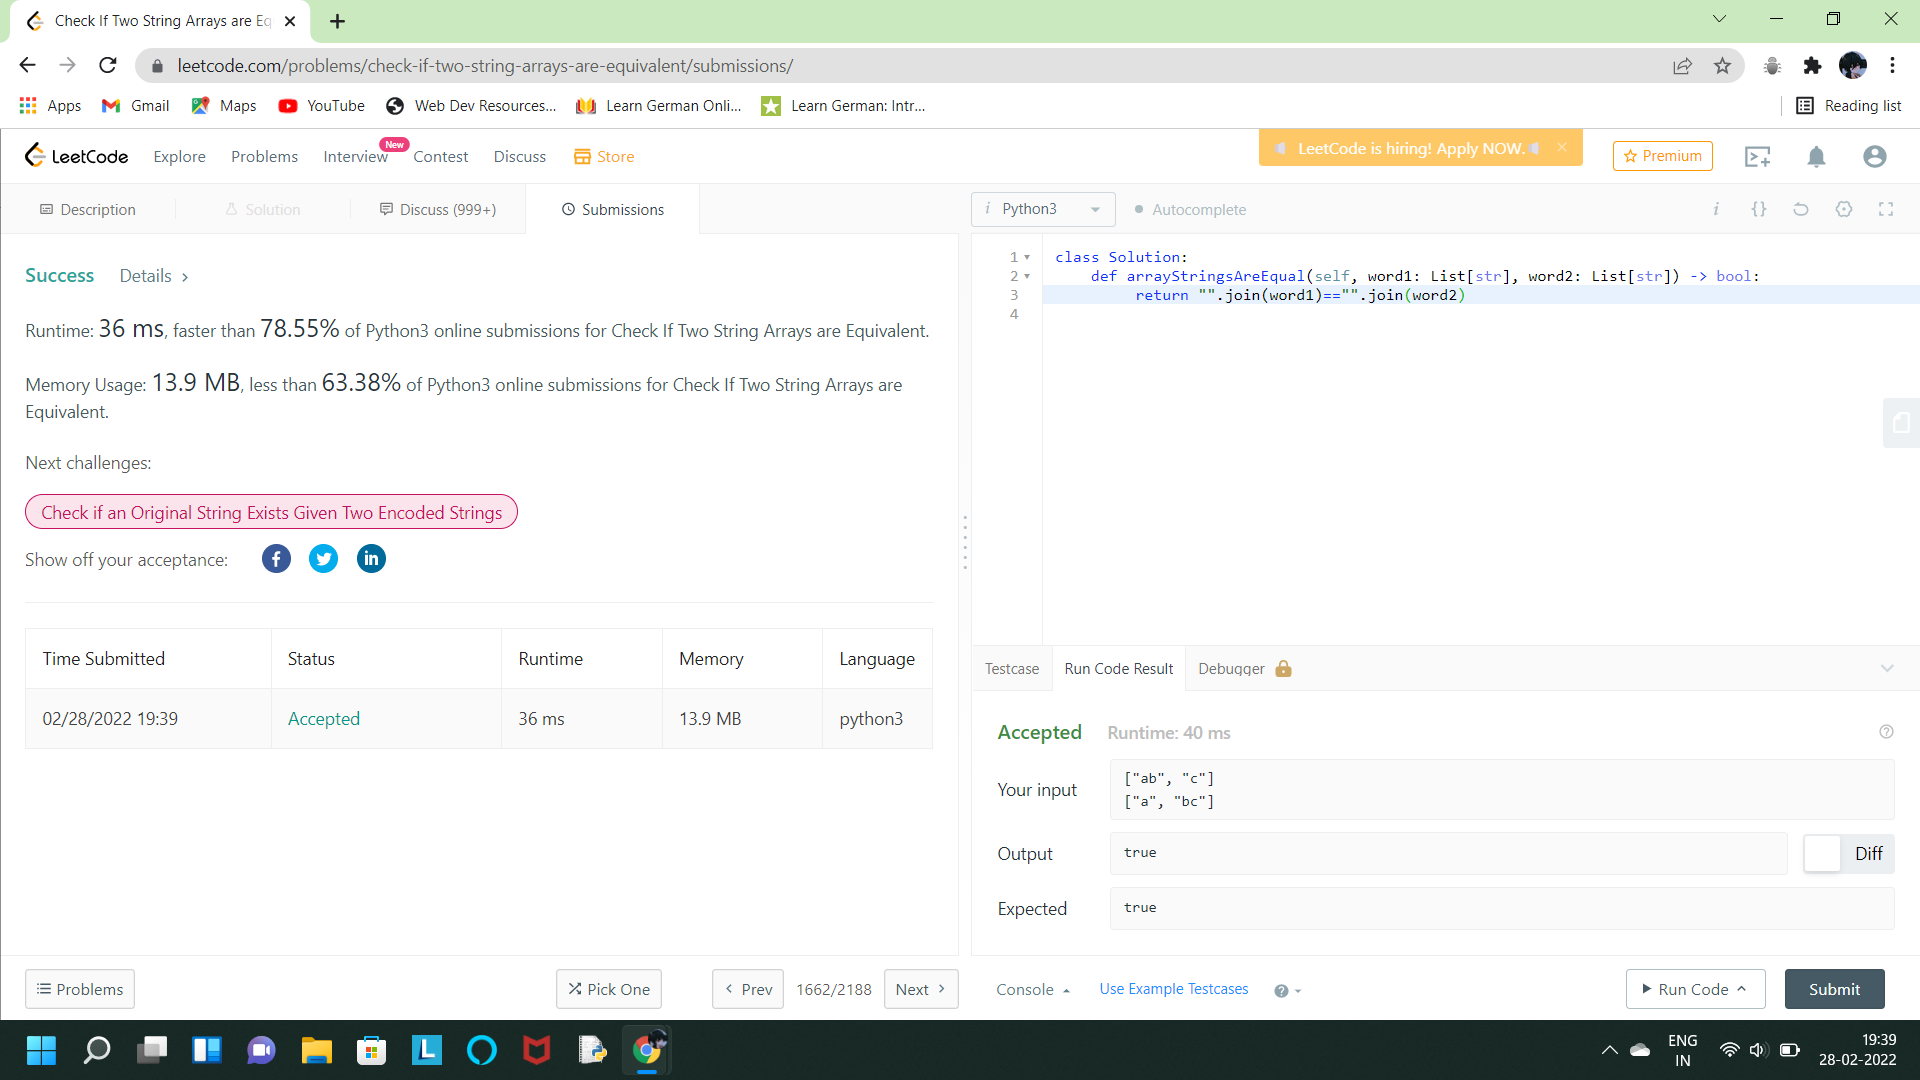 Check If Two String Arrays are Eq
leetcode.com/problems/check-if-two-string-arrays-are-equivalent/submissions/
Apps Gmail Maps YouTube Web Dev Resources... Learn German Onli... Learn German: Intr... Reading list
LeetCode Explore Problems Interview New Contest Discuss Store LeetCode is hiring! Apply NOW. Premium
Description Solution Discuss (999+) Submissions
i Python3 Autocomplete i {}
Success Details >
Runtime: 36 ms, faster than 78.55% of Python3 online submissions for Check If Two String Arrays are Equivalent.
Memory Usage: 13.9 MB, less than 63.38% of Python3 online submissions for Check If Two String Arrays are
Equivalent.
Next challenges:
Check if an Original String Exists Given Two Encoded Strings
Show off your acceptance: f in
Time Submitted Status Runtime Memory Language
02/28/2022 19:39 Accepted 36 ms 13.9 MB python3
1 class Solution:
2 def arrayStringsAreEqual(self, word1: List[str], word2: List[str]) -> bool:
3 return "".join(word1)=="".join(word2)
4
Testcase Run Code Result Debugger
Accepted Runtime: 40 ms
Your input
["ab", "c"]
["a", "bc"]
Output true Diff
Expected true
Problems Pick One < Prev 1662/2188 Next > Console Use Example Testcases ? Run Code Submit
L ENG 19:39
IN 28-02-2022